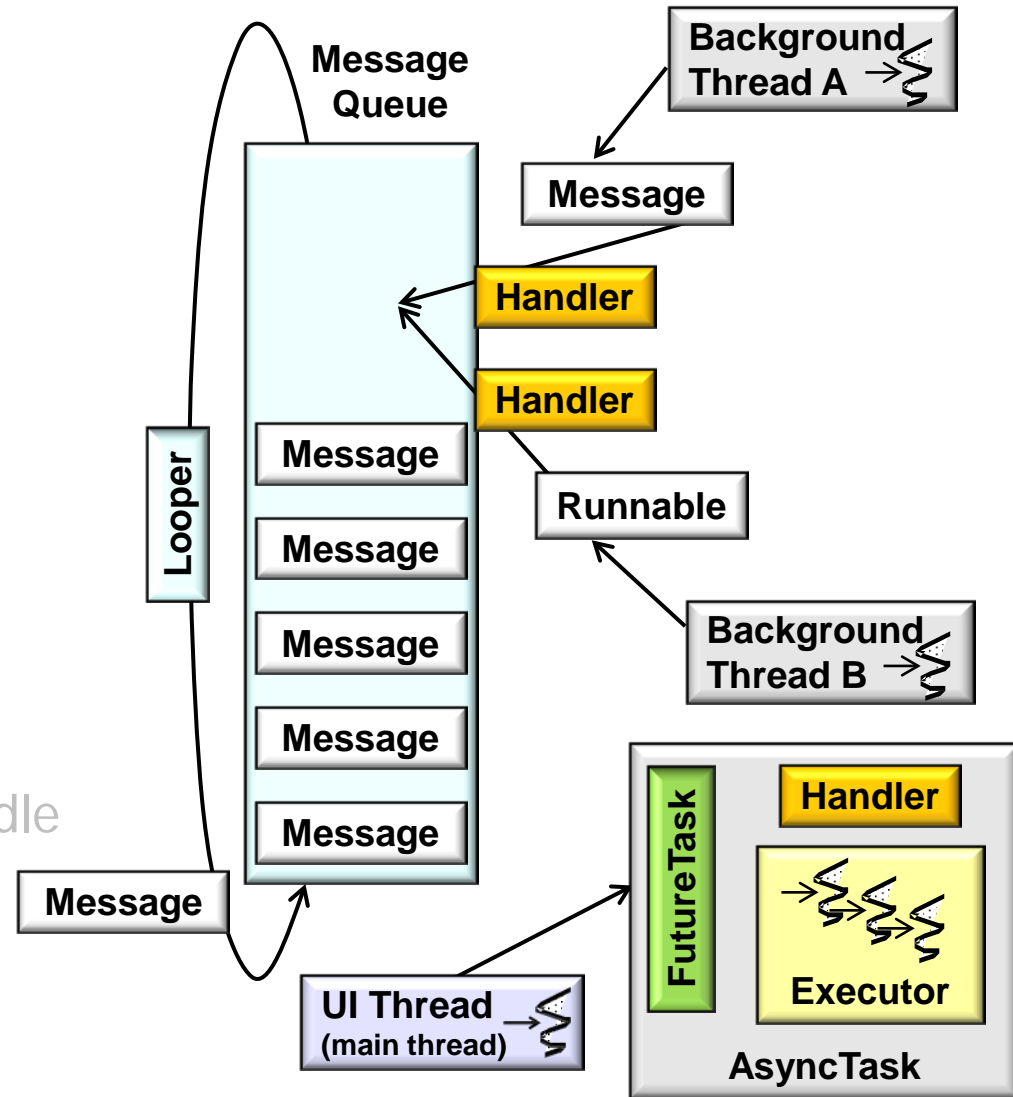 Message
Queue
Background
Thread A
Message
Handler
Handler
Message
Looper
Message
Runnable
Message
Background
Thread B
Message
Message
dle
Message
FutureTask
Handler
Executor
UI Thread
(main thread)
AsyncTask